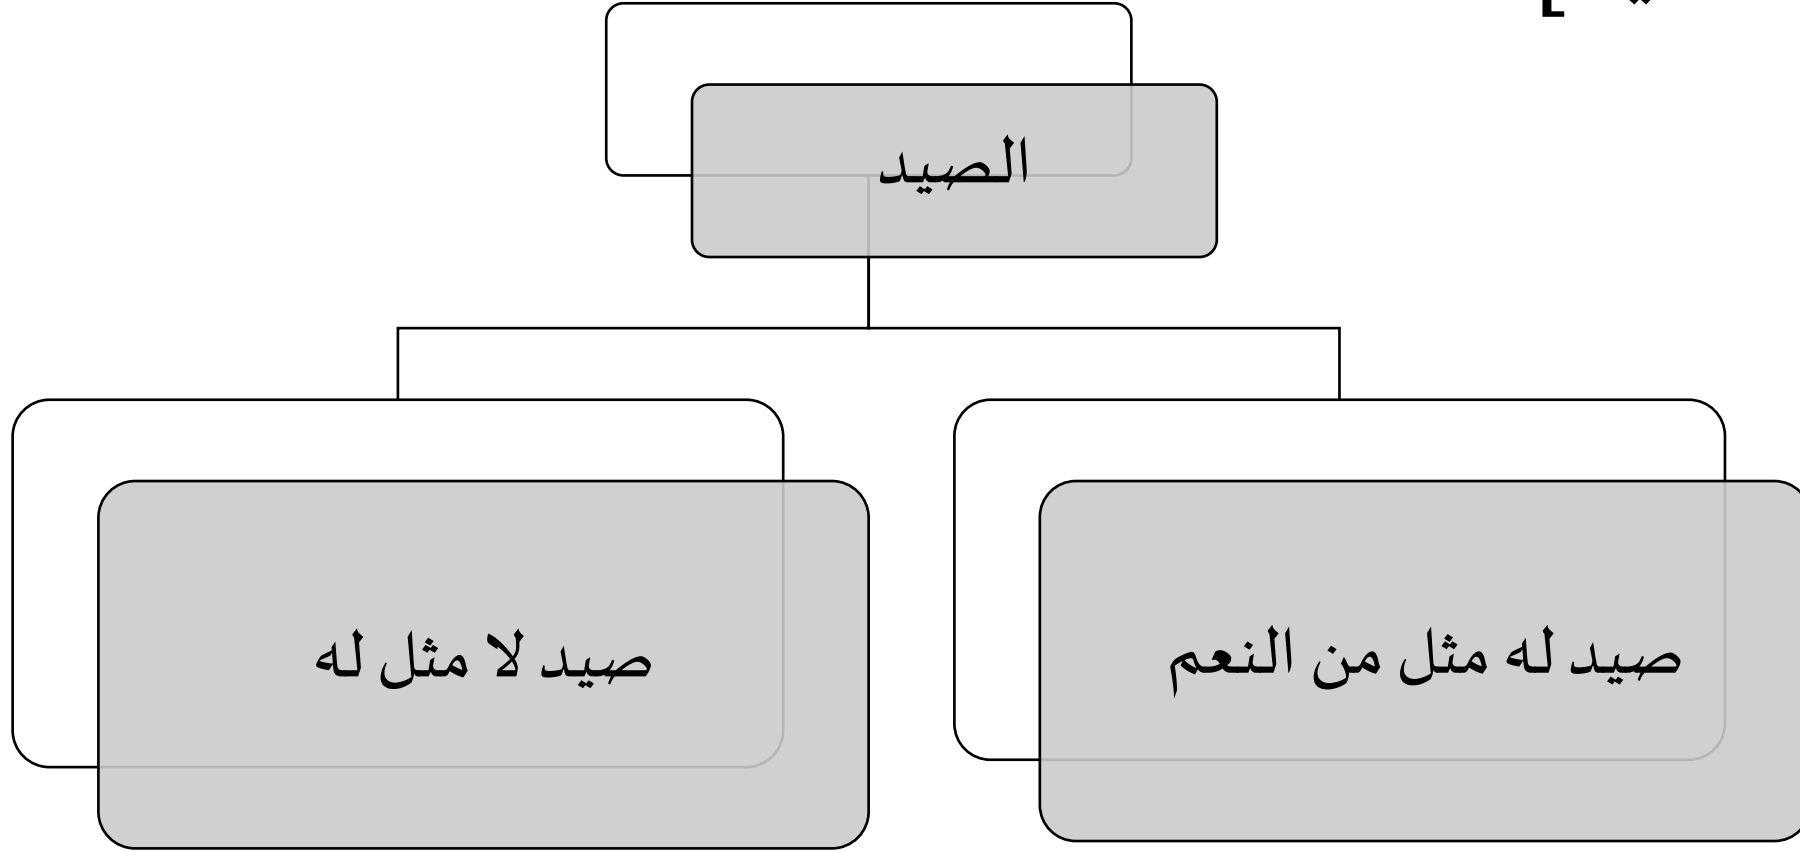 الصيد
صيد له مثل من النعم
صيد لا مثل له